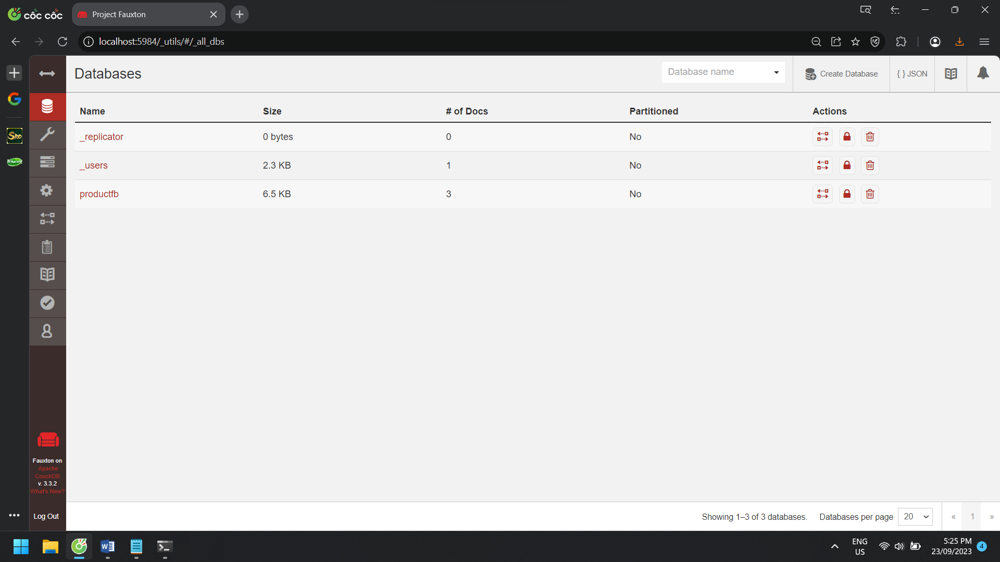 cốc cốc
Project Fauxton
localhost:5984/_utils/#/_all_dbs
Databases
Database name
Create Database
{ } JSON
Name Size # of Docs Partitioned Actions
_replicator 0 bytes 0 No
_users 2.3 KB 1 No
productfb 6.5 KB 3 No
Fauxton on
Apache
CouchDB
v. 3.3.2
What's New?
Log Out
Showing 1–3 of 3 databases. Databases per page 20 « 1 »
ENG
US
5:25 PM
23/09/2023
4